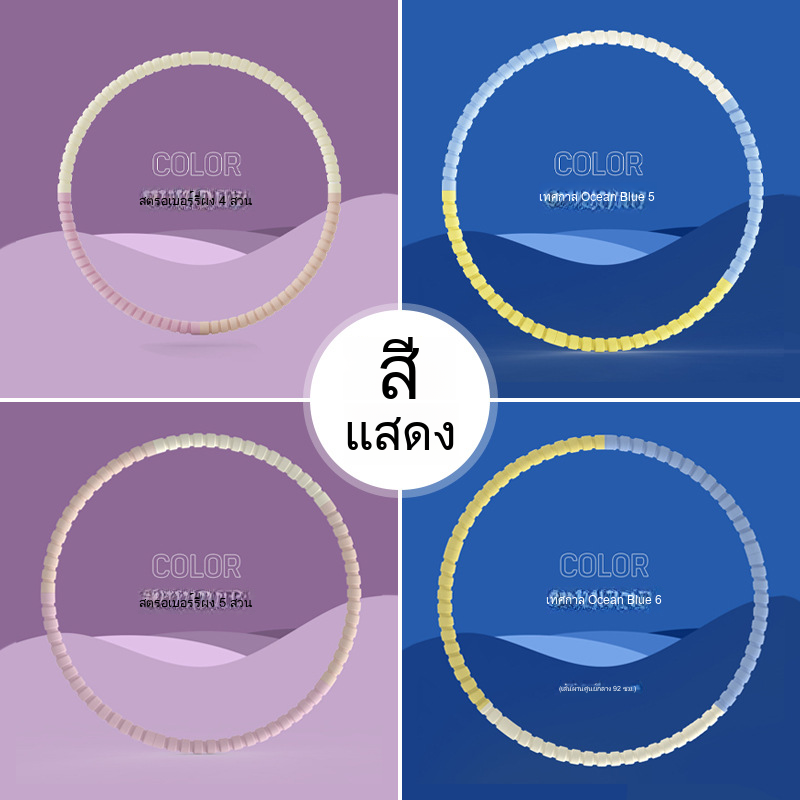 COLOR
สตรอเบอร์รี่ผง 4 ส่วน
COLOR
เทศกาล Ocean Blue 5
สี
แสดง
COLOR
สตรอเบอร์รี่ผง 5 ส่วน
COLOR
เทศกาล Ocean Blue 6
(เส้นผ่านศูนย์กลาง 92 ซม.)